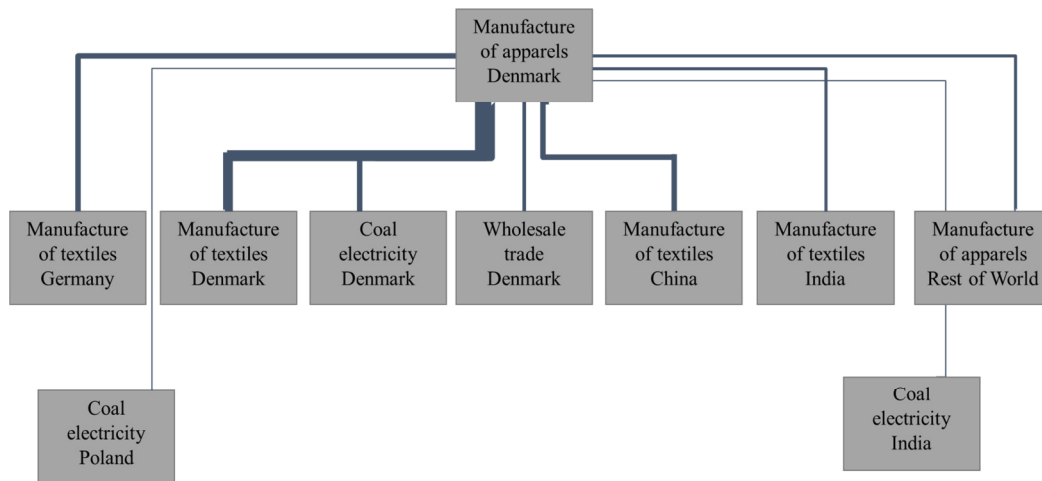 Manufacture
of apparels
Denmark
Manufacture
of textiles
Germany
Manufacture
of textiles
Denmark
Coal
electricity
Denmark
Wholesale
trade
Denmark
Manufacture
of textiles
China
Manufacture
of textiles
India
Manufacture
of apparels
Rest of World
Coal
electricity
Poland
Coal
electricity
India